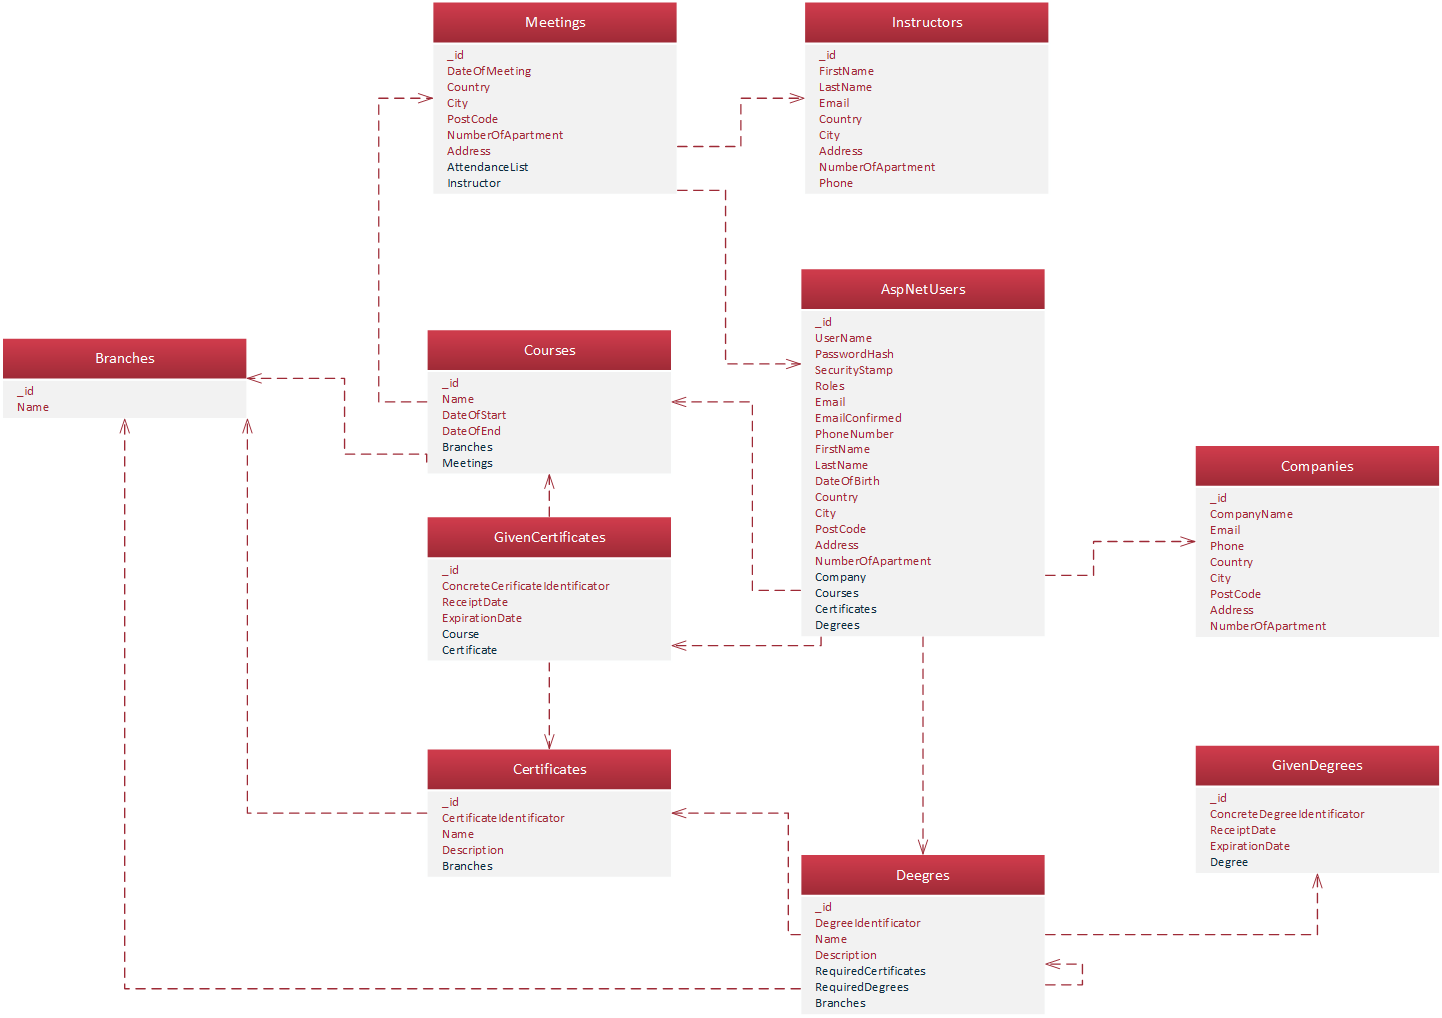 Meetings
_id
DateOfMeeting
Country
City
PostCode
NumberOfApartment
Address
AttendanceList
Instructor
Instructors
_id
FirstName
LastName
Email
Country
City
Address
NumberOfApartment
Phone
Branches
_id
Name
Courses
_id
Name
DateOfStart
DateOfEnd
Branches
Meetings
AspNetUsers
_id
UserName
PasswordHash
SecurityStamp
Roles
Email
EmailConfirmed
PhoneNumber
FirstName
LastName
DateOfBirth
Country
City
PostCode
Address
NumberOfApartment
Company
Courses
Certificates
Degrees
Companies
_id
CompanyName
Email
Phone
Country
City
PostCode
Address
NumberOfApartment
GivenCertificates
_id
ConcreteCerificateIdentificator
ReceiptDate
ExpirationDate
Course
Certificate
Certificates
_id
CertificateIdentificator
Name
Description
Branches
Deegres
_id
DegreeIdentificator
Name
Description
RequiredCertificates
RequiredDegrees
Branches
GivenDegrees
_id
ConcreteDegreeIdentificator
ReceiptDate
ExpirationDate
Degree